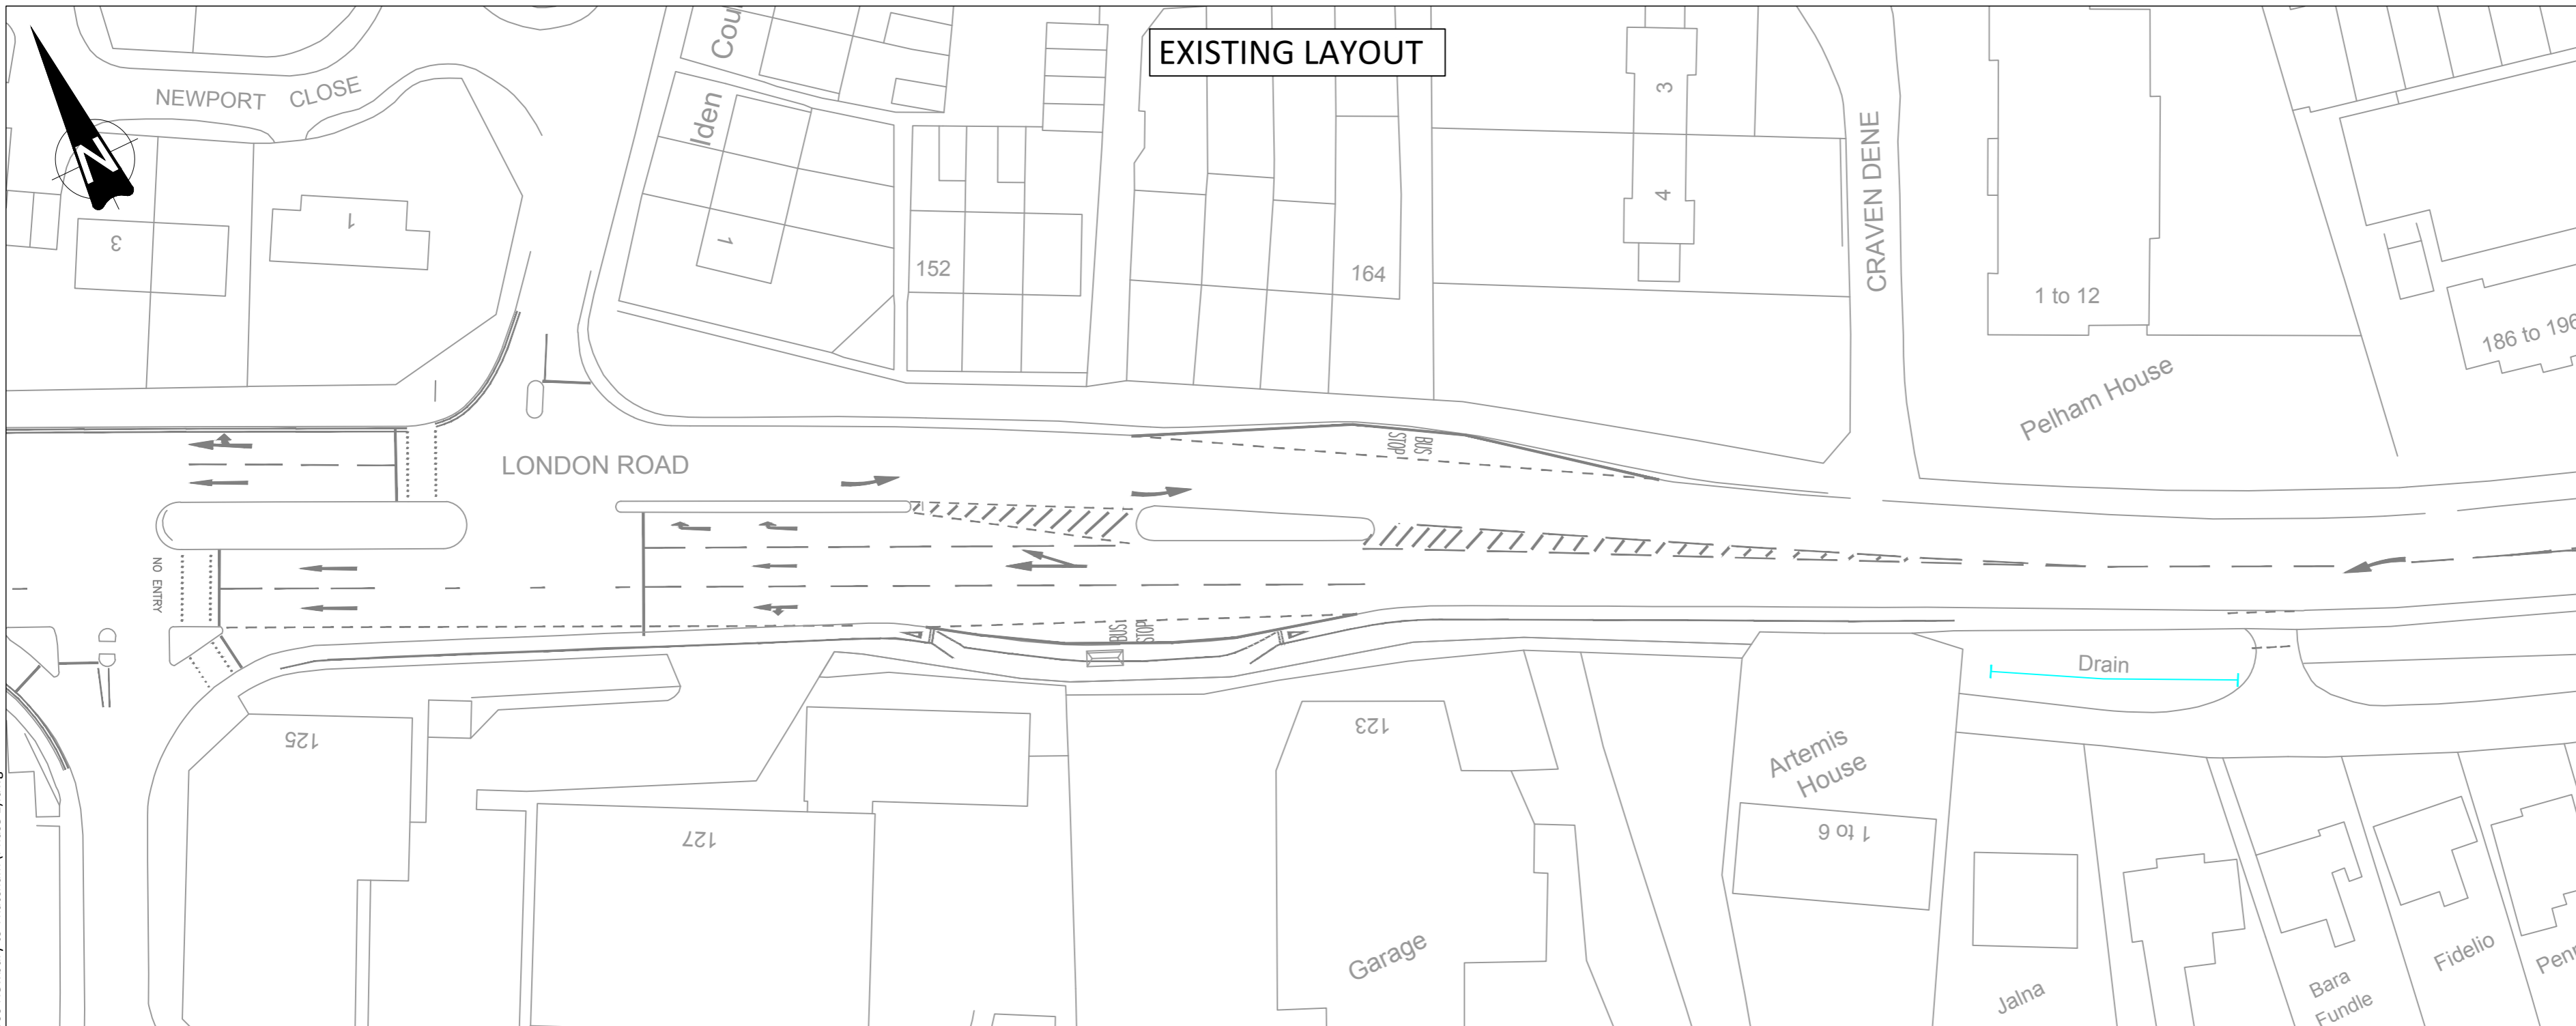 EXISTING LAYOUT
NEWPORT CLOSE
N
Iden
Cou
3
1
1
152
164
3
4
CRAVEN DENE
1 to 12
186 to 196
Pelham House
LONDON ROAD
BUS
STOP
NO ENTRY
BUS
STOP
Drain
125
127
123
Garage
Artemis
House
1 to 6
Jalna
Bara
Fundle
Fidelio
Penn